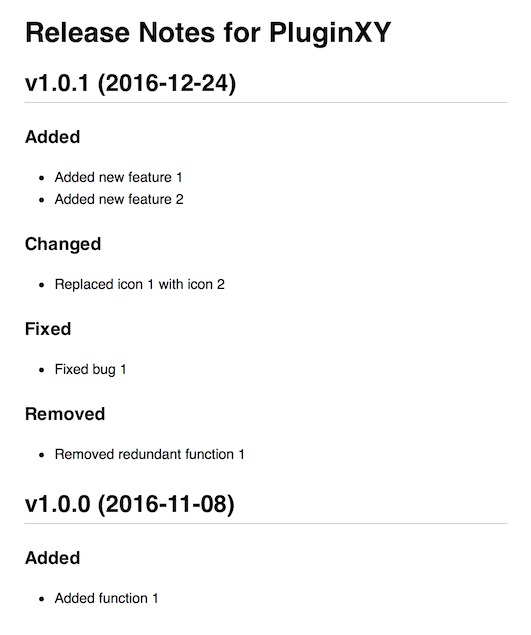 Release Notes for PluginXY
v1.0.1 (2016-12-24)
Added
Added new feature 1
Added new feature 2
Changed
Replaced icon 1 with icon 2
Fixed
Fixed bug 1
Removed
Removed redundant function 1
v1.0.0 (2016-11-08)
Added
Added function 1